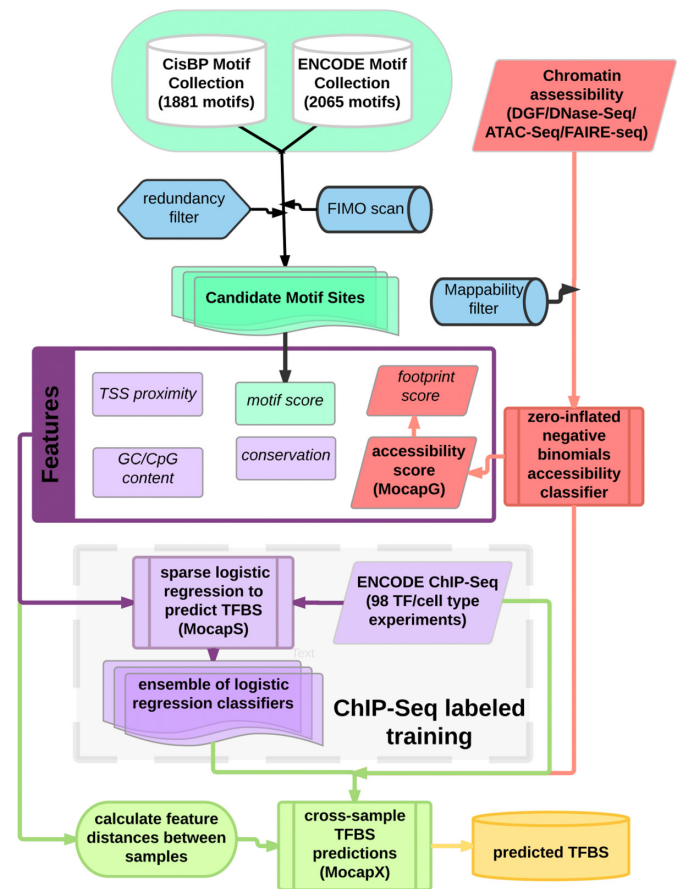 CisBP Motif
Collection
(1881 motifs)
ENCODE Motif
Collection
(2065 motifs)
Chromatin
assessibility
(DGF/DNase-Seq/
ATAC-Seq/FAIRE-seq)
redundancy
filter
FIMO scan
Candidate Motif Sites
Mappability
filter
Features
TSS proximity
motif score
footprint
score
GC/CpG
content
conservation
accessibility
score
(MocapG)
zero-inflated
negative
binomials
accessibility
classifier
sparse logistic
regression to
predict TFBS
(MocapS)
ENCODE ChIP-Seq
(98 TF/cell type
experiments)
Text
ensemble of logistic
regression classifiers
ChIP-Seq labeled
training
calculate feature
distances between
samples
cross-sample
TFBS
predictions
(MocapX)
predicted TFBS